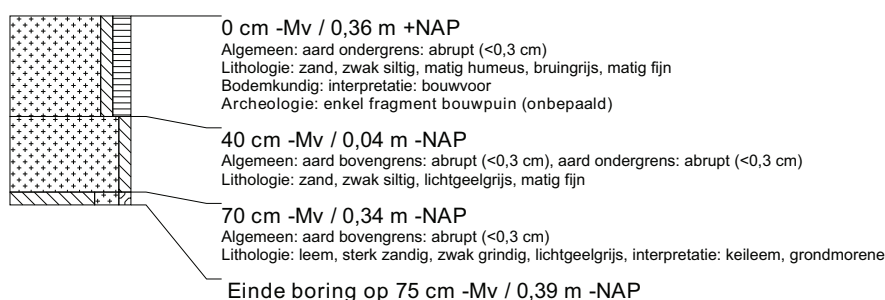 0 cm -Mv / 0,36 m +NAP
Algemeen: aard ondergrens: abrupt (<0,3 cm)
Lithologie: zand, zwak siltig, matig humeus, bruingrijs, matig fijn
Bodemkundig: interpretatie: bouwvoor
Archeologie: enkel fragment bouwpuin (onbepaald)
40 cm -Mv / 0,04 m -NAP
Algemeen: aard bovengrens: abrupt (<0,3 cm), aard ondergrens: abrupt (<0,3 cm)
Lithologie: zand, zwak siltig, lichtgeelgrijs, matig fijn
70 cm -Mv / 0,34 m -NAP
Algemeen: aard bovengrens: abrupt (<0,3 cm)
Lithologie: leem, sterk zandig, zwak grindig, lichtgeelgrijs, interpretatie: keileem, grondmorene
Einde boring op 75 cm -Mv / 0,39 m -NAP